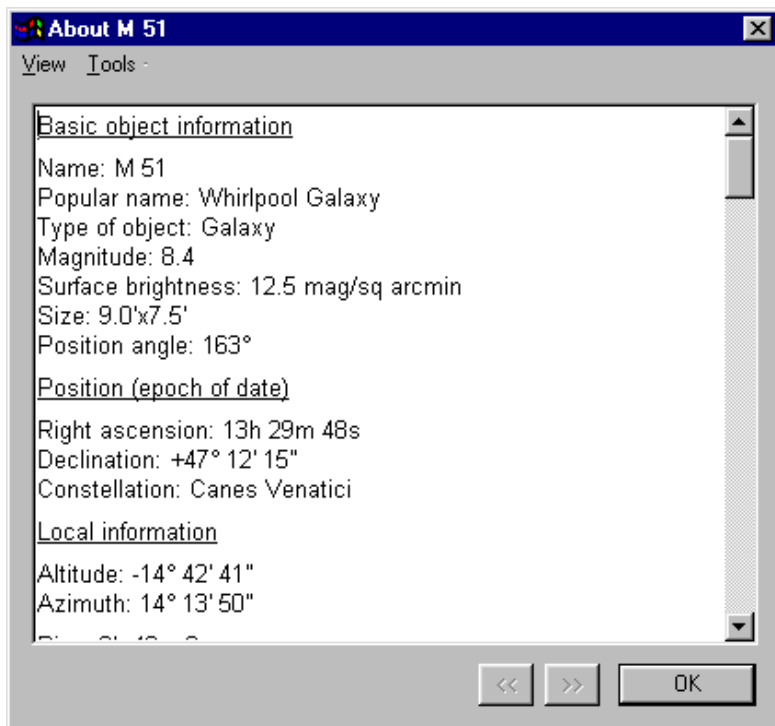 About M 51
View Tools
Basic object information
Name: M 51
Popular name: Whirlpool Galaxy
Type of object: Galaxy
Magnitude: 8.4
Surface brightness: 12.5 mag/sq arcmin
Size: 9.0'x7.5'
Position angle: 163°
Position (epoch of date)
Right ascension: 13h 29m 48s
Declination: +47° 12' 15"
Constellation: Canes Venatici
Local information
Altitude: -14° 42' 41"
Azimuth: 14° 13' 50"
<< >> OK